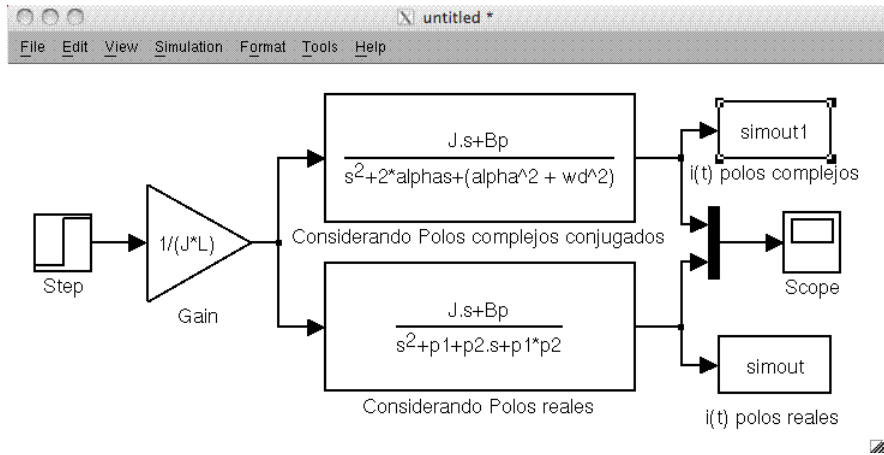 untitled *
File Edit View Simulation Format Tools Help
J.s+Bp
s2+2*alphas+(alpha^2 + wd^2)
simout1
i(t) polos complejos
Considerando Polos complejos conjugados
1/(J*L)
Step
Gain
Scope
J.s+Bp
s2+p1+p2.s+p1*p2
simout
Considerando Polos reales
i(t) polos reales